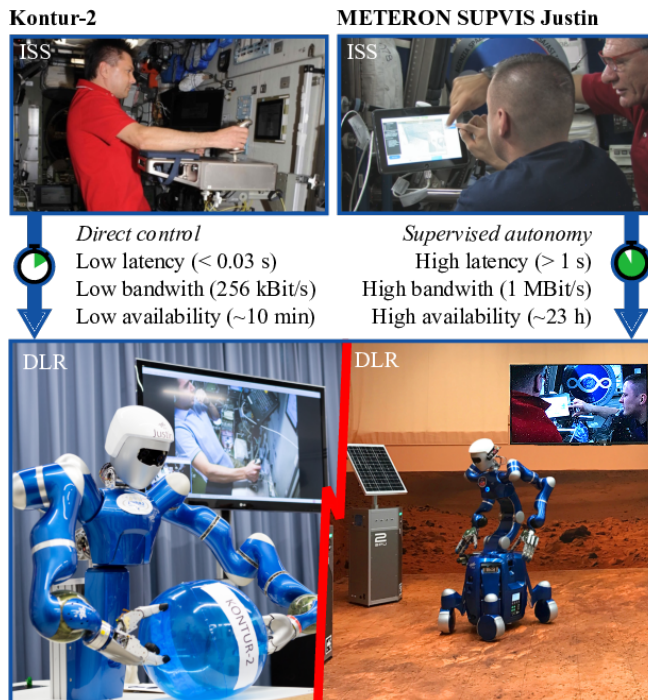 Kontur-2
METERON SUPVIS Justin
ISS
ISS
Direct control
Low latency (< 0.03 s)
Low bandwith (256 kBit/s)
Low availability (~10 min)
Supervised autonomy
High latency (> 1 s)
High bandwith (1 MBit/s)
High availability (~23 h)
DLR
DLR
Justin
KONTUR-2